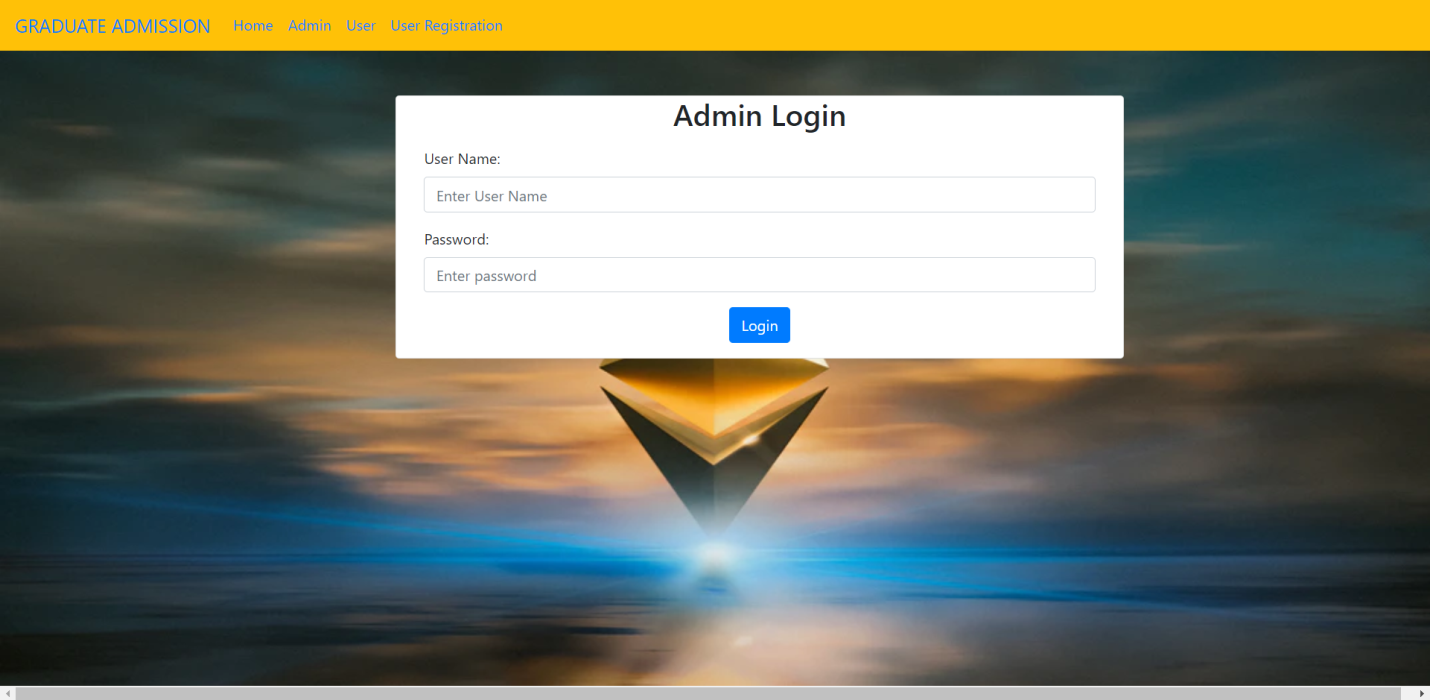 GRADUATE ADMISSION Home Admin User User Registration
Admin Login
User Name:
Enter User Name
Password:
Enter password
Login